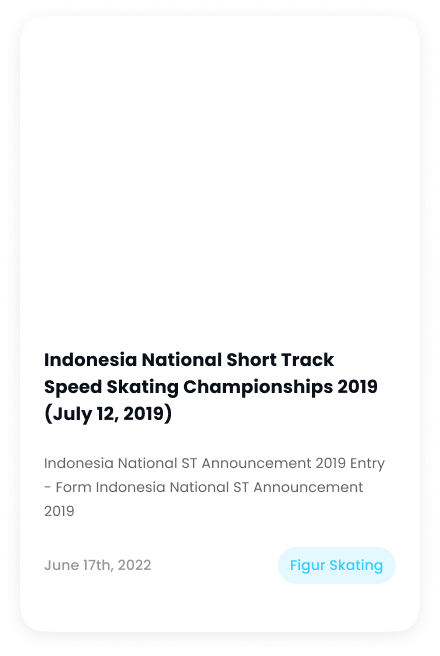 Indonesia National Short Track
Speed Skating Championships 2019
(July 12, 2019)
Indonesia National ST Announcement 2019 Entry
- Form Indonesia National ST Announcement
2019
June 17th, 2022
Figur Skating